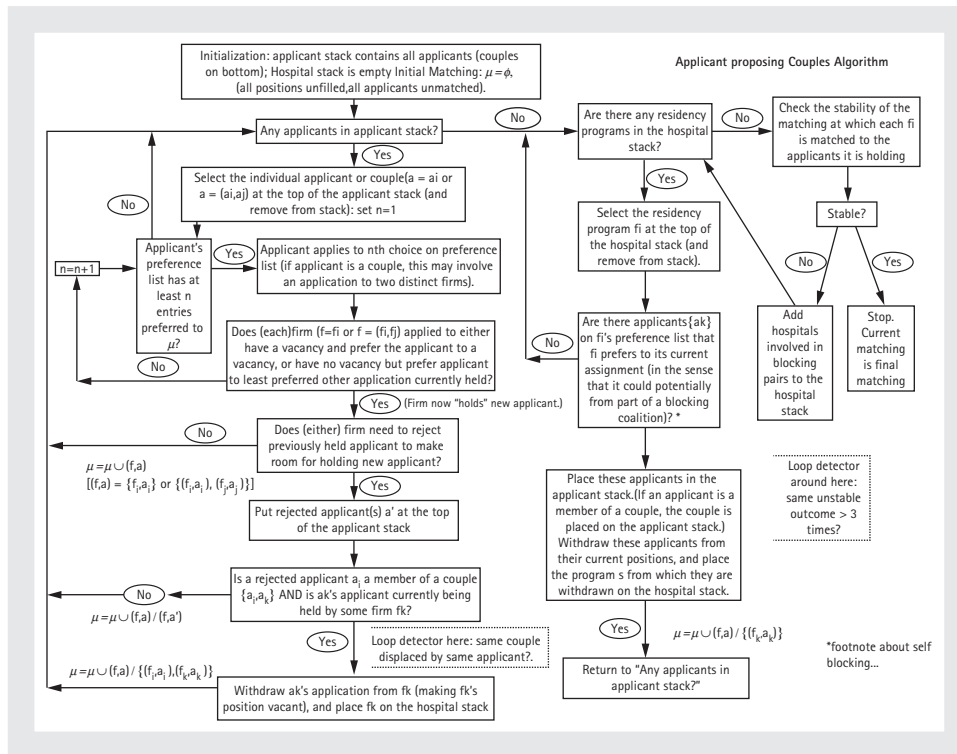 Initialization: applicant stack contains all applicants (couples
on bottom); Hospital stack is empty Initial Matching: μ=ϕ,
(all positions unfilled,all applicants unmatched).
Applicant proposing Couples Algorithm
Any applicants in applicant stack?
No
Are there any residency
programs in the hospital
stack?
No
Check the stability of the
matching at which each fi
is matched to the
applicants it is holding
Yes
Select the individual applicant or couple(a = ai or
a = (ai,aj) at the top of the applicant stack (and
remove from stack): set n=1
No
Yes
Select the residency
program fi at the top of
the hospital stack (and
remove from stack).
Stable?
No
Yes
n=n+1
Applicant's
preference
list has at
least n
entries
preferred to
μ?
Yes
Applicant applies to nth choice on preference
list (if applicant is a couple, this may involve
an application to two distinct firms).
Add
hospitals
involved in
blocking
pairs to the
hospital
stack
Stop.
Current
matching
is final
matching
Does (each)firm (f=fi or f = (fi,fj) applied to either
have a vacancy and prefer the applicant to a
vacancy, or have no vacancy but prefer applicant
to least preferred other application currently held?
No
Are there applicants{ak}
on fi's preference list that
fi prefers to its current
assignment (in the sense
that it could potentially
from part of a blocking
coalition)? *
No
Yes
(Firm now "holds" new applicant.)
Does (either) firm need to reject
previously held applicant to make
room for holding new applicant?
No
μ=μ∪(f,a)
[(f,a) = {fi,ai} or {(fi,ai), (fj,aj)}]
Yes
Put rejected applicant(s) a' at the top
of the applicant stack
Place these applicants in the
applicant stack.(If an applicant is a
member of a couple, the couple is
placed on the applicant stack.)
Withdraw these applicants from
their current positions, and place
the program s from which they are
withdrawn on the hospital stack.
Loop detector
around here:
same unstable
outcome > 3
times?
Is a rejected applicant ai a member of a couple
{ai,ak} AND is ak's applicant currently being
held by some firm fk?
No
μ=μ∪(f,a)/(f,a')
Yes
Loop detector here: same couple
displaced by same applicant?.
Yes
μ=μ∪(f,a)/{(fk,ak)}
*footnote about self
blocking...
μ=μ∪(f,a)/{(fi,ai),(fk,ak)}
Withdraw ak's application from fk (making fk's
position vacant), and place fk on the hospital stack
Return to "Any applicants in
applicant stack?"